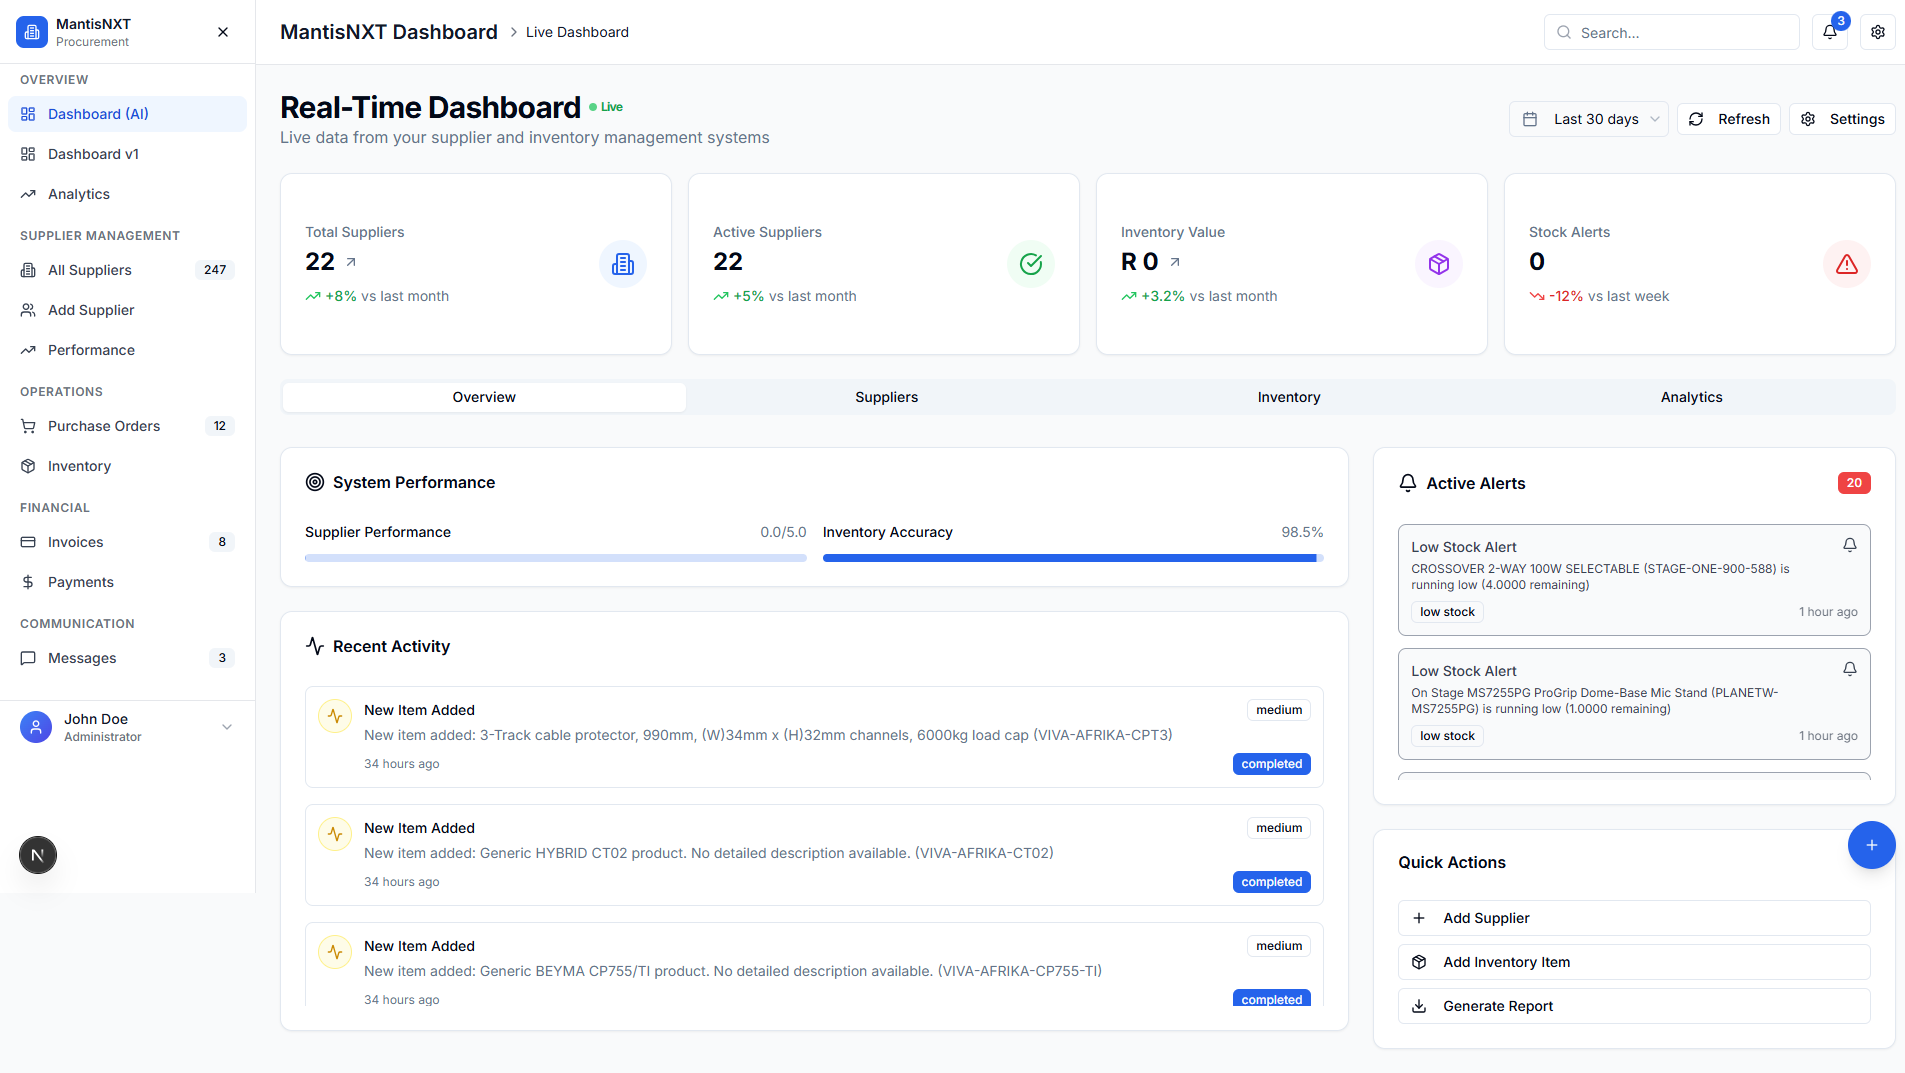 MantisNXT
Procurement
OVERVIEW
Dashboard (AI)
Dashboard v1
Analytics
SUPPLIER MANAGEMENT
All Suppliers 247
Add Supplier
Performance
OPERATIONS
Purchase Orders 12
Inventory
FINANCIAL
Invoices 8
Payments
COMMUNICATION
Messages 3
John Doe
Administrator
N
MantisNXT Dashboard > Live Dashboard
Search...
3
Real-Time Dashboard Live
Live data from your supplier and inventory management systems
Last 30 days
Refresh
Settings
Total Suppliers
22
+8% vs last month
Active Suppliers
22
+5% vs last month
Inventory Value
R 0
+3.2% vs last month
Stock Alerts
0
-12% vs last week
Overview Suppliers Inventory Analytics
System Performance
Supplier Performance 0.0/5.0
Inventory Accuracy 98.5%
Recent Activity
New Item Added medium
New item added: 3-Track cable protector, 990mm, (W)34mm x (H)32mm channels, 6000kg load cap (VIVA-AFRIKA-CPT3)
34 hours ago completed
New Item Added medium
New item added: Generic HYBRID CT02 product. No detailed description available. (VIVA-AFRIKA-CT02)
34 hours ago completed
New Item Added medium
New item added: Generic BEYMA CP755/TI product. No detailed description available. (VIVA-AFRIKA-CP755-TI)
34 hours ago completed
Active Alerts 20
Low Stock Alert
CROSSOVER 2-WAY 100W SELECTABLE (STAGE-ONE-900-588) is
running low (4.0000 remaining)
low stock 1 hour ago
Low Stock Alert
On Stage MS7255PG ProGrip Dome-Base Mic Stand (PLANETW-
MS7255PG) is running low (1.0000 remaining)
low stock 1 hour ago
Quick Actions
Add Supplier
Add Inventory Item
Generate Report